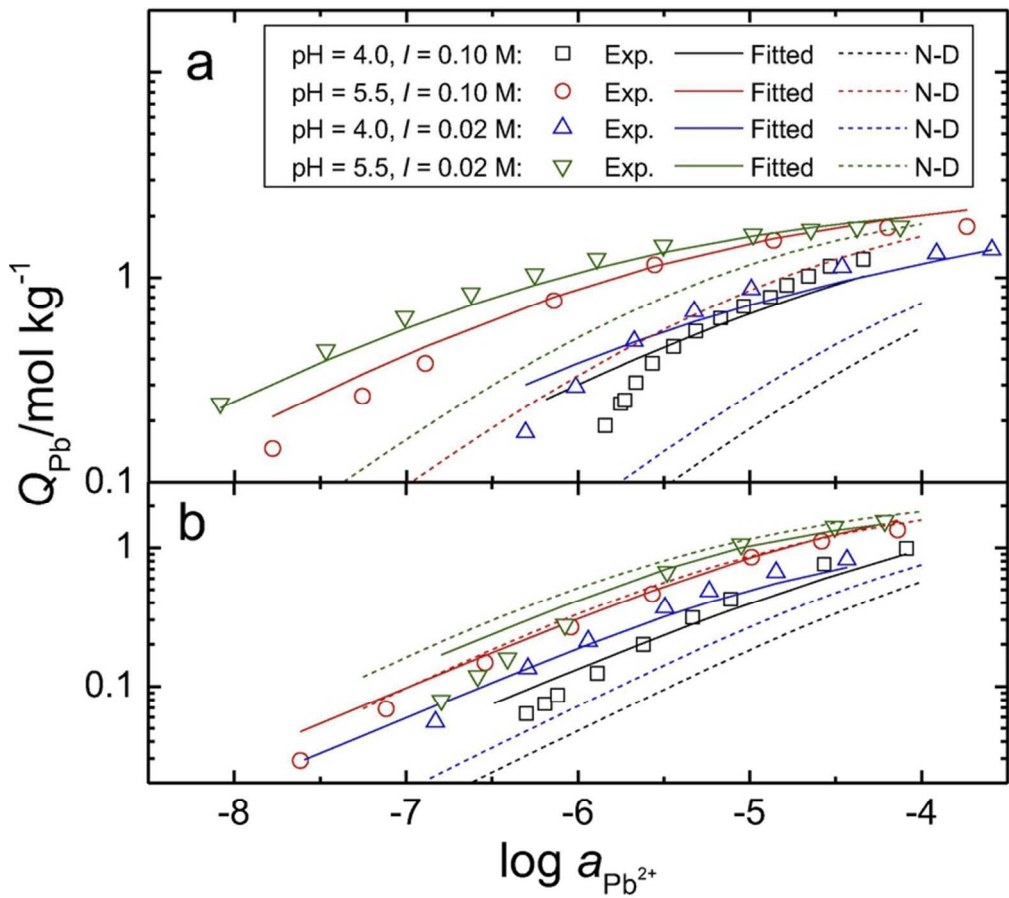 a
pH = 4.0, I = 0.10 M: Exp. Fitted N-D
pH = 5.5, I = 0.10 M: Exp. Fitted N-D
pH = 4.0, I = 0.02 M: Exp. Fitted N-D
pH = 5.5, I = 0.02 M: Exp. Fitted N-D
1
0.1
Q_Pb/mol kg⁻¹
b
1
0.1
-8 -7 -6 -5 -4
log a_Pb²⁺